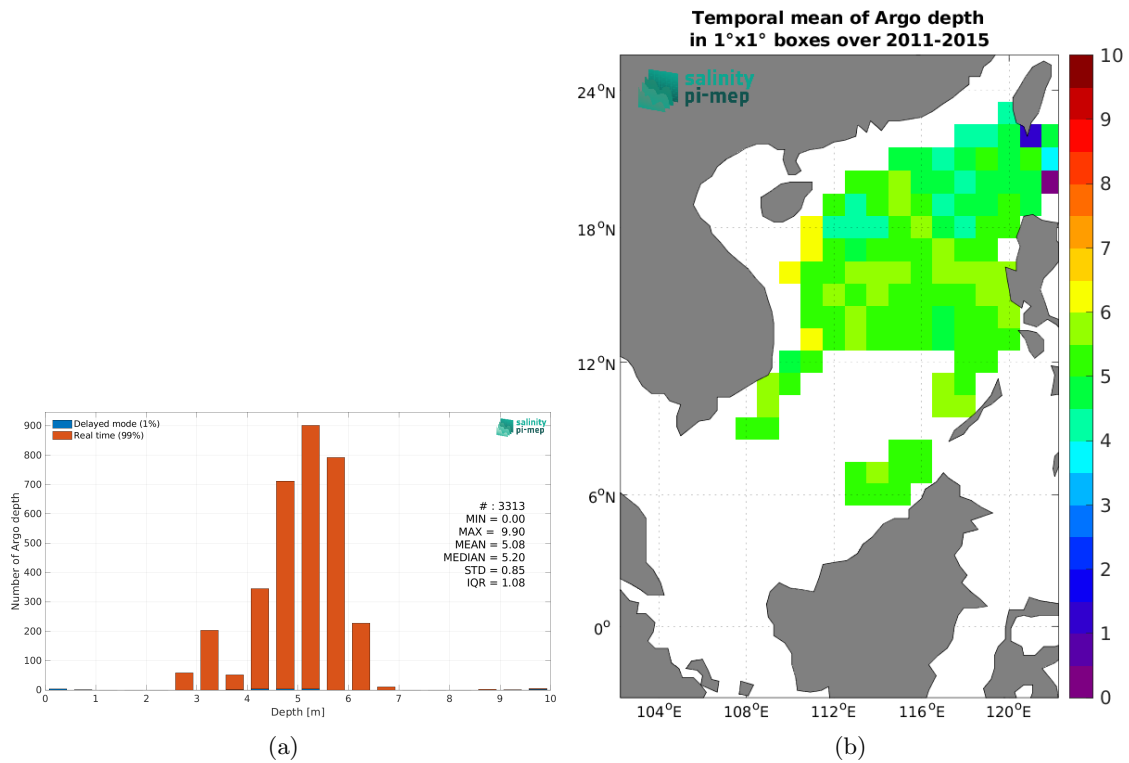 Temporal mean of Argo depth
in 1°x1° boxes over 2011-2015
salinity
pi-mep
24°N
18°N
12°N
6°N
0°
104°E
108°E
112°E
116°E
120°E
10
9
8
7
6
5
4
3
2
1
0
Delayed mode (1%)
Real time (99%)
salinity
pi-mep
# : 3313
MIN = 0.00
MAX = 9.90
MEAN = 5.08
MEDIAN = 5.20
STD = 0.85
IQR = 1.08
Number of Argo depth
900
800
700
600
500
400
300
200
100
0
0 1 2 3 4 5 6 7 8 9 10
Depth [m]
(a)
(b)